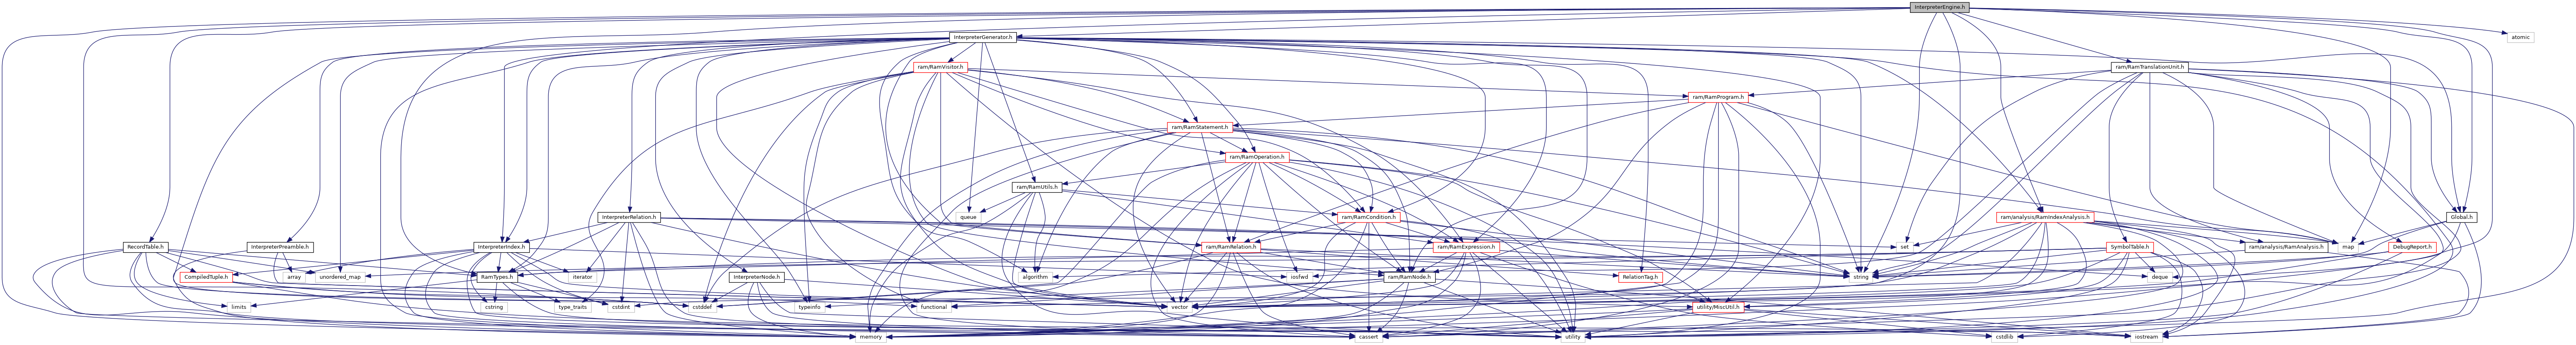 InterpreterEngine.h
InterpreterGenerator.h
atomic
ram/RamVisitor.h
ram/RamTranslationUnit.h
ram/RamProgram.h
ram/RamStatement.h
ram/RamOperation.h
ram/RamUtils.h
InterpreterRelation.h
queue
ram/RamCondition.h
ram/analysis/RamIndexAnalysis.h
Global.h
RecordTable.h
InterpreterPreamble.h
InterpreterIndex.h
ram/RamRelation.h
ram/RamExpression.h
set
SymbolTable.h
ram/analysis/RamAnalysis.h
map
DebugReport.h
CompiledTuple.h
array
unordered_map
RamTypes.h
iterator
InterpreterNode.h
algorithm
iosfwd
ram/RamNode.h
RelationTag.h
string
deque
limits
cstring
type_traits
cstdint
cstddef
typeinfo
functional
vector
utility/MiscUtil.h
memory
cassert
utility
cstdlib
iostream